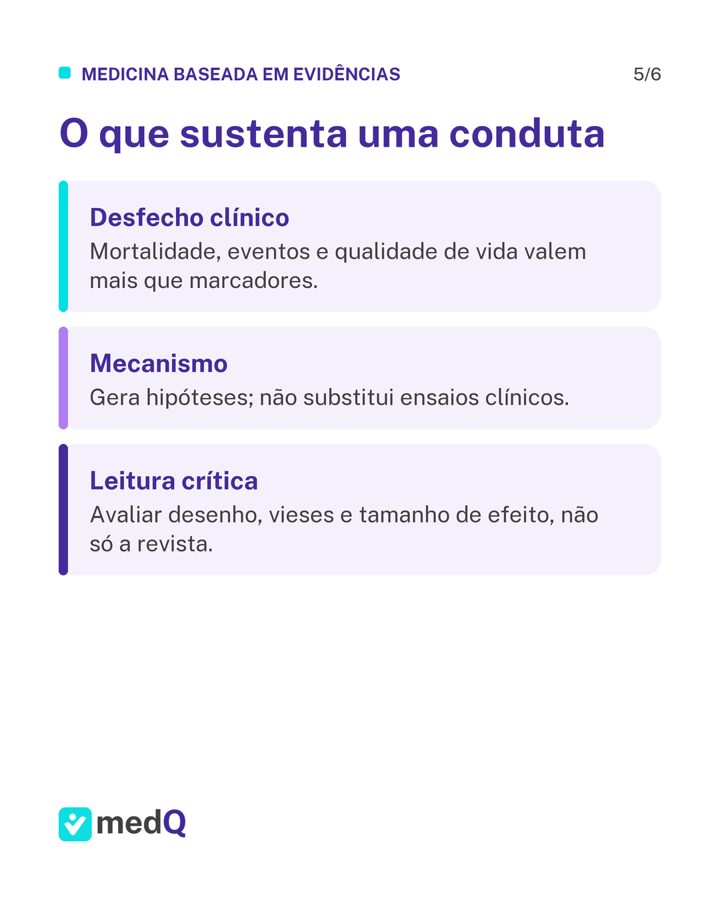 MEDICINA BASEADA EM EVIDÊNCIAS 5/6
O que sustenta uma conduta
Desfecho clínico
Mortalidade, eventos e qualidade de vida valem
mais que marcadores.
Mecanismo
Gera hipóteses; não substitui ensaios clínicos.
Leitura crítica
Avaliar desenho, vieses e tamanho de efeito, não
só a revista.
medQ